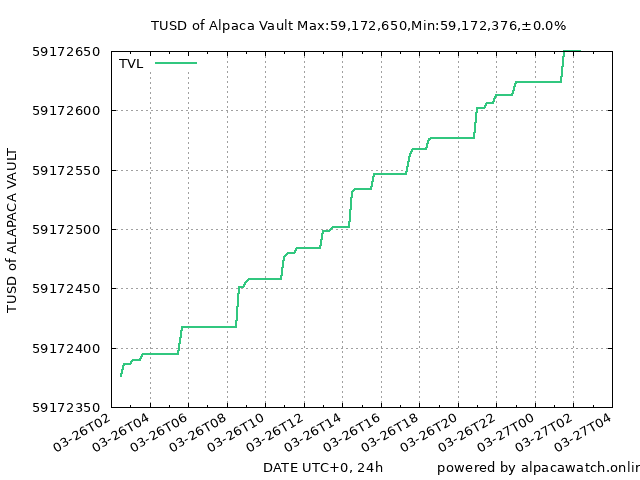 TUSD of Alpaca Vault Max:59,172,650,Min:59,172,376,±0.0%
TVL
59172650
59172600
59172550
59172500
59172450
59172400
59172350
TUSD of ALAPACA VAULT
03-26T02
03-26T04
03-26T06
03-26T08
03-26T10
03-26T12
03-26T14
03-26T16
03-26T18
03-26T20
03-26T22
03-27T00
03-27T02
03-27T04
DATE UTC+0, 24h
powered by alpacawatch.onlin